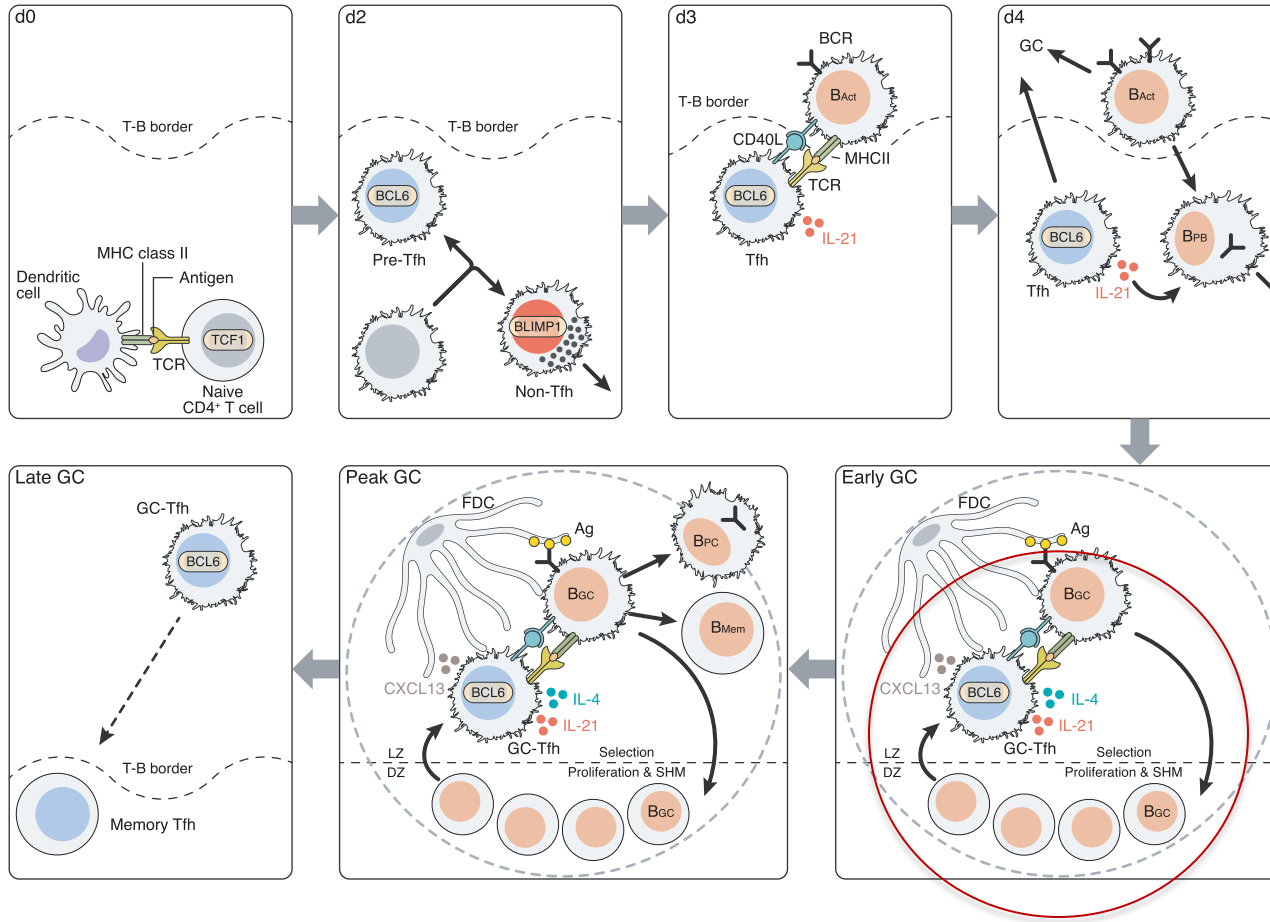 d0
T-B border
MHC class II
Antigen
Dendritic
cell
TCF1
TCR
Naive
CD4⁺ T cell
d2
T-B border
BCL6
Pre-Tfh
BLIMP1
Non-Tfh
d3
BCR
BAct
T-B border
CD40L
MHCII
TCR
BCL6
IL-21
Tfh
d4
GC
BAct
BCL6
BPB
Tfh
IL-21
Late GC
GC-Tfh
BCL6
T-B border
Memory Tfh
Peak GC
FDC
Ag
BPC
BGC
BMem
CXCL13
BCL6
IL-4
IL-21
GC-Tfh
LZ
Selection
DZ
Proliferation & SHM
BGC
Early GC
FDC
Ag
BGC
CXCL13
BCL6
IL-4
IL-21
GC-Tfh
LZ
Selection
DZ
Proliferation & SHM
BGC